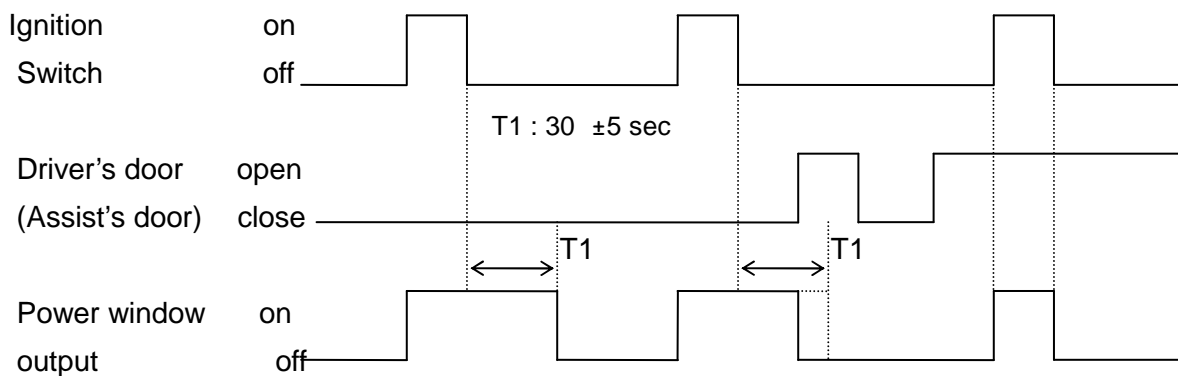 Ignition on
Switch off
T1 : 30 ±5 sec
Driver's door open
(Assist's door) close
T1 T1
Power window on
output off